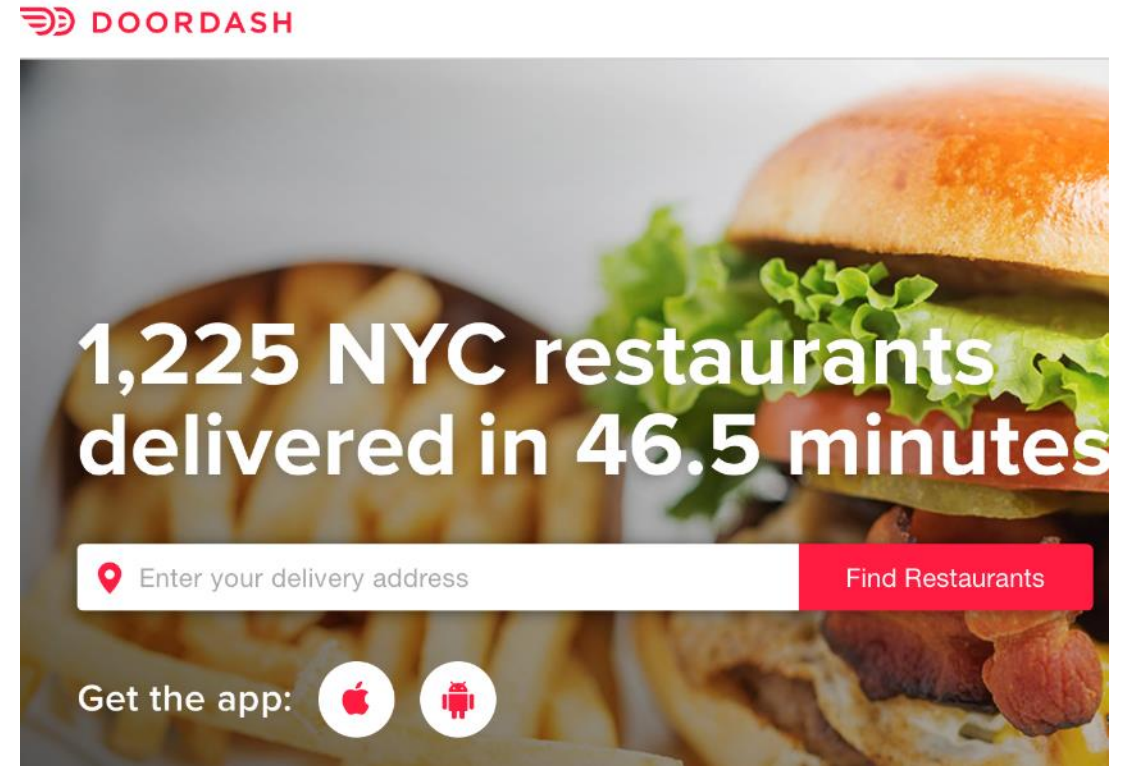 DOORDASH
1,225 NYC restaurants
delivered in 46.5 minutes
Enter your delivery address
Find Restaurants
Get the app: